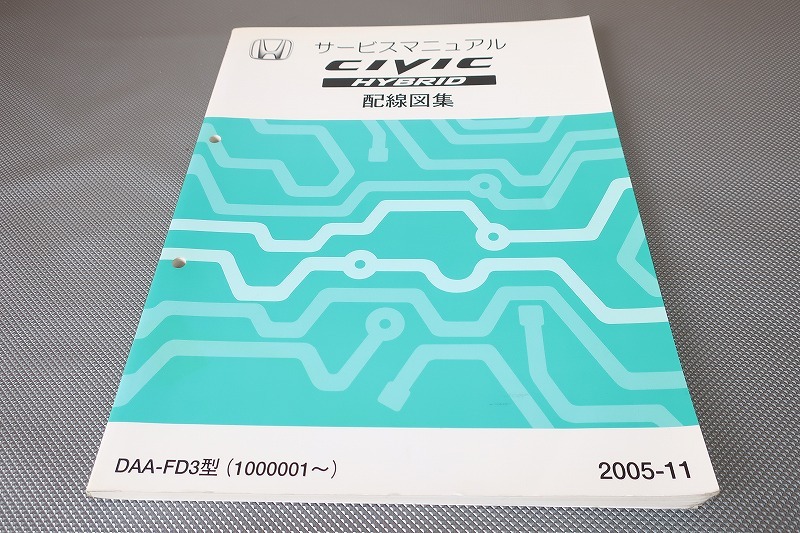 サービスマニュアル
CIVIC
HYBRID
配線図集
DAA-FD3型 (1000001～)
2005-11